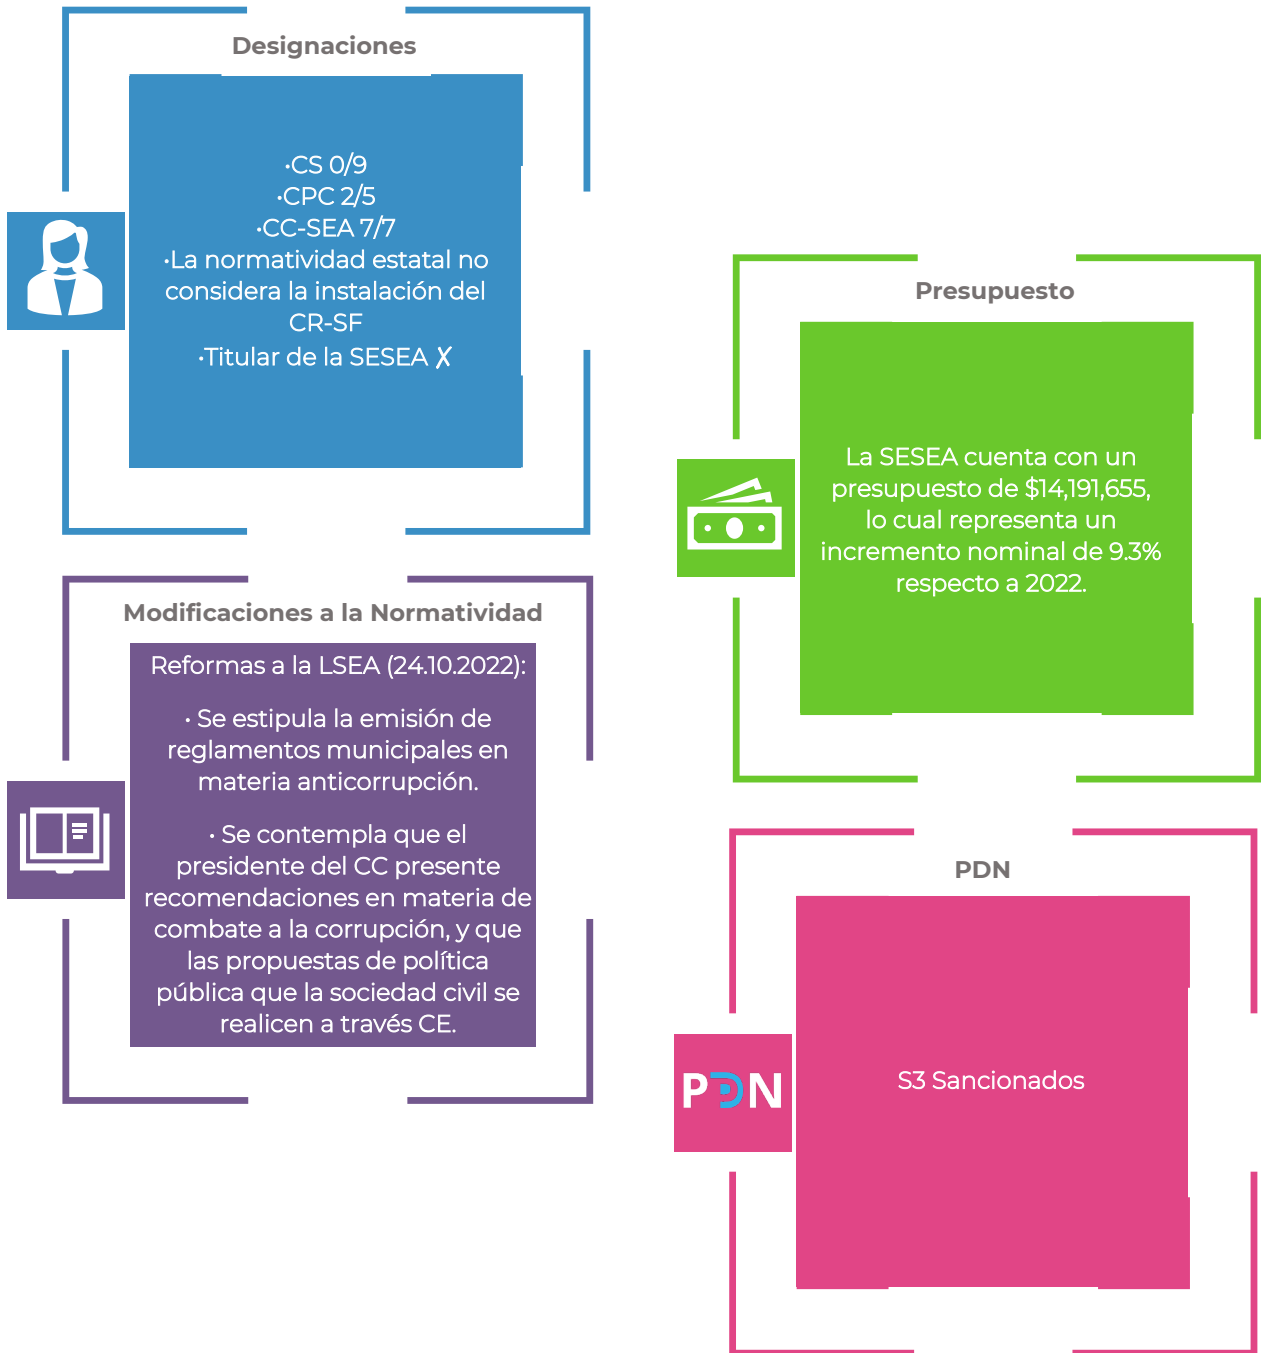 Designaciones
•CS 0/9
•CPC 2/5
•CC-SEA 7/7
•La normatividad estatal no
considera la instalación del
CR-SF
•Titular de la SESEA ✗
Presupuesto
La SESEA cuenta con un
presupuesto de $14,191,655,
lo cual representa un
incremento nominal de 9.3%
respecto a 2022.
Modificaciones a la Normatividad
Reformas a la LSEA (24.10.2022):
• Se estipula la emisión de
reglamentos municipales en
materia anticorrupción.
• Se contempla que el
presidente del CC presente
recomendaciones en materia de
combate a la corrupción, y que
las propuestas de política
pública que la sociedad civil se
realicen a través CE.
PDN
PDN
S3 Sancionados